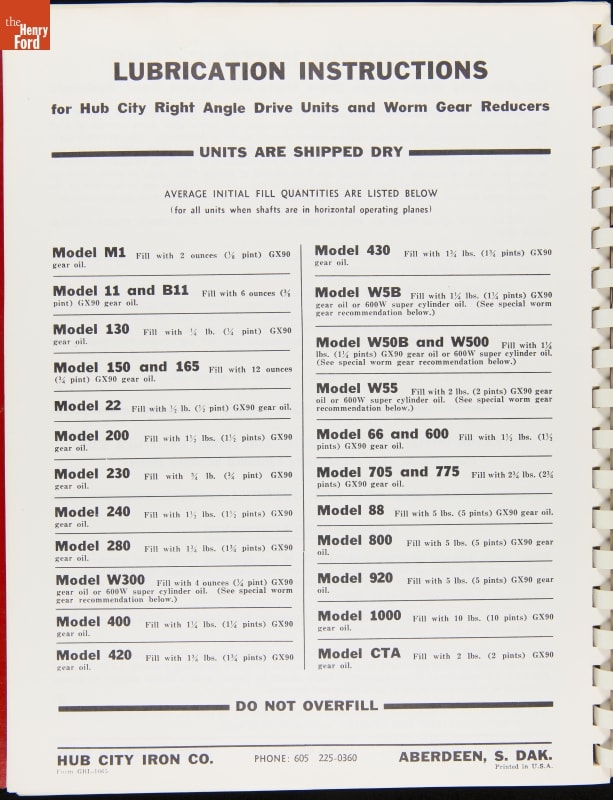 the
Henry
Ford
LUBRICATION INSTRUCTIONS
for Hub City Right Angle Drive Units and Worm Gear Reducers
UNITS ARE SHIPPED DRY
AVERAGE INITIAL FILL QUANTITIES ARE LISTED BELOW
(for all units when shafts are in horizontal operating planes)
Model M1 Fill with 2 ounces (⅛ pint) GX90
gear oil.
Model 11 and B11 Fill with 6 ounces (⅜
pint) GX90 gear oil.
Model 130 Fill with ¼ lb. (¼ pint) GX90
gear oil.
Model 150 and 165 Fill with 12 ounces
(¾ pint) GX90 gear oil.
Model 22 Fill with ½ lb. (½ pint) GX90 gear oil.
Model 200 Fill with 1½ lbs. (1½ pints) GX90
gear oil.
Model 230 Fill with ¾ lb. (¾ pint) GX90
gear oil.
Model 240 Fill with 1½ lbs. (1½ pints) GX90
gear oil.
Model 280 Fill with 1¾ lbs. (1¾ pints) GX90
gear oil.
Model W300 Fill with 4 ounces (¼ pint) GX90
gear oil or 600W super cylinder oil. (See special worm
gear recommendation below.)
Model 400 Fill with 1¼ lbs. (1¼ pints) GX90
gear oil.
Model 420 Fill with 1¾ lbs. (1¾ pints) GX90
gear oil.
Model 430 Fill with 1¾ lbs. (1¾ pints) GX90
gear oil.
Model W5B Fill with 1¼ lbs. (1¼ pints) GX90
gear oil or 600W super cylinder oil. (See special worm
gear recommendation below.)
Model W50B and W500 Fill with 1¼
lbs. (1¼ pints) GX90 gear oil or 600W super cylinder oil.
(See special worm gear recommendation below.)
Model W55 Fill with 2 lbs. (2 pints) GX90 gear
oil or 600W super cylinder oil. (See special worm gear
recommendation below.)
Model 66 and 600 Fill with 1½ lbs. (1½
pints) GX90 gear oil.
Model 705 and 775 Fill with 2¾ lbs. (2¾
pints) GX90 gear oil.
Model 88 Fill with 5 lbs. (5 pints) GX90 gear oil.
Model 800 Fill with 5 lbs. (5 pints) GX90 gear
oil.
Model 920 Fill with 5 lbs. (5 pints) GX90 gear
oil.
Model 1000 Fill with 10 lbs. (10 pints) GX90
gear oil.
Model CTA Fill with 2 lbs. (2 pints) GX90
gear oil.
DO NOT OVERFILL
HUB CITY IRON CO. PHONE: 605 225-0360 ABERDEEN, S. DAK.
Form GRL-1065 Printed in U.S.A.